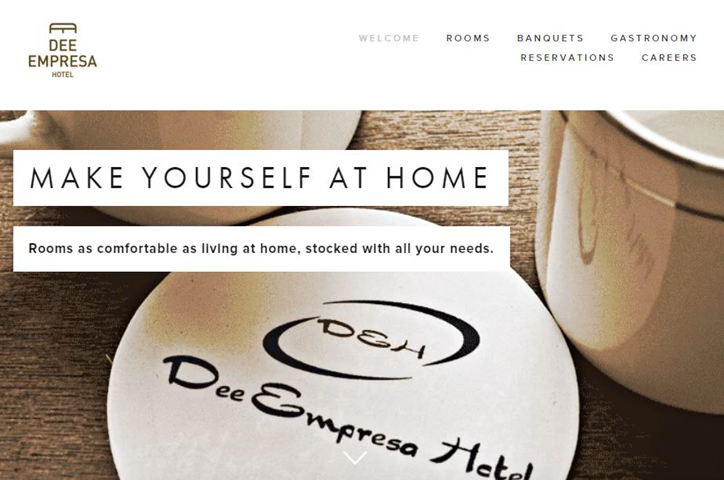 DEE
EMPRESA
HOTEL
WELCOME ROOMS BANQUETS GASTRONOMY
RESERVATIONS CAREERS
MAKE YOURSELF AT HOME
Rooms as comfortable as living at home, stocked with all your needs.
D&H
Dee Empresa Hotel